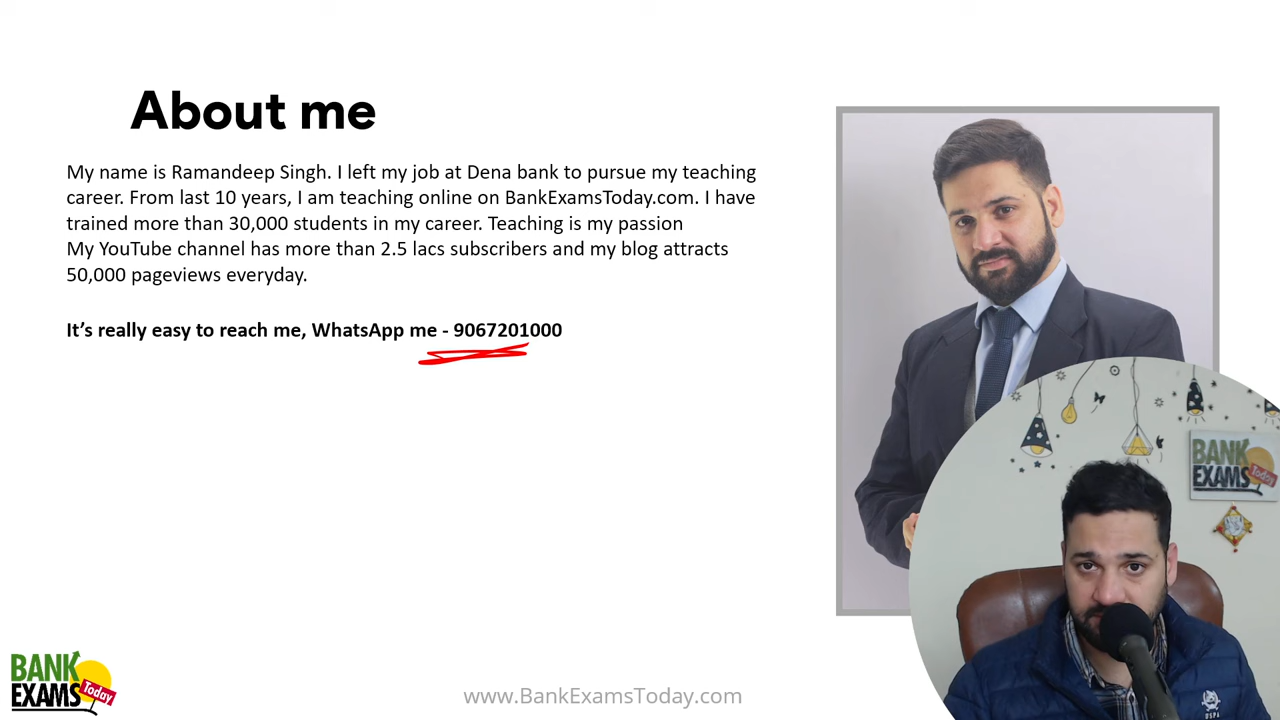 About me
My name is Ramandeep Singh. I left my job at Dena bank to pursue my teaching
career. From last 10 years, I am teaching online on BankExamsToday.com. I have
trained more than 30,000 students in my career. Teaching is my passion
My YouTube channel has more than 2.5 lacs subscribers and my blog attracts
50,000 pageviews everyday.
It’s really easy to reach me, WhatsApp me - 9067201000
BANK
EXAMS
Today
BANK
EXAMS
Today
www.BankExamsToday.com